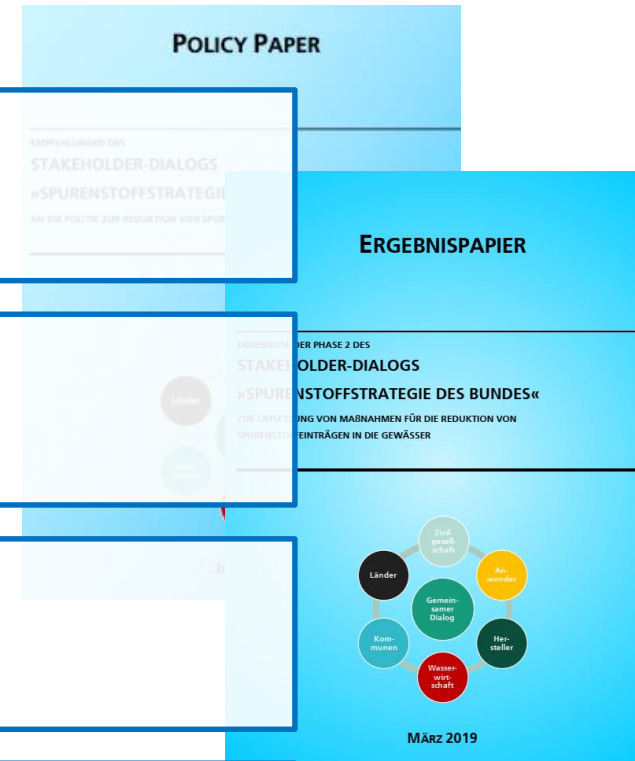 POLICY PAPER
EMPFEHLUNGEN DES
STAKEHOLDER-DIALOGS
»SPURENSTOFFSTRATEGI
AN DIE POLITIK ZUR REDUKTION VON SPUR
Länder
Kom-
munen
ERGEBNISPAPIER
ERGEBNISSE DER PHASE 2 DES
STAKEHOLDER-DIALOGS
»SPURENSTOFFSTRATEGIE DES BUNDES«
ZUR UMSETZUNG VON MAßNAHMEN FÜR DIE REDUKTION VON
SPURENSTOFFEINTRÄGEN IN DIE GEWÄSSER
Zivil-
gesell-
schaft
Länder
An-
wender
Gemein-
samer
Dialog
Kom-
munen
Her-
steller
Wasser-
wirt-
schaft
MÄRZ 2019